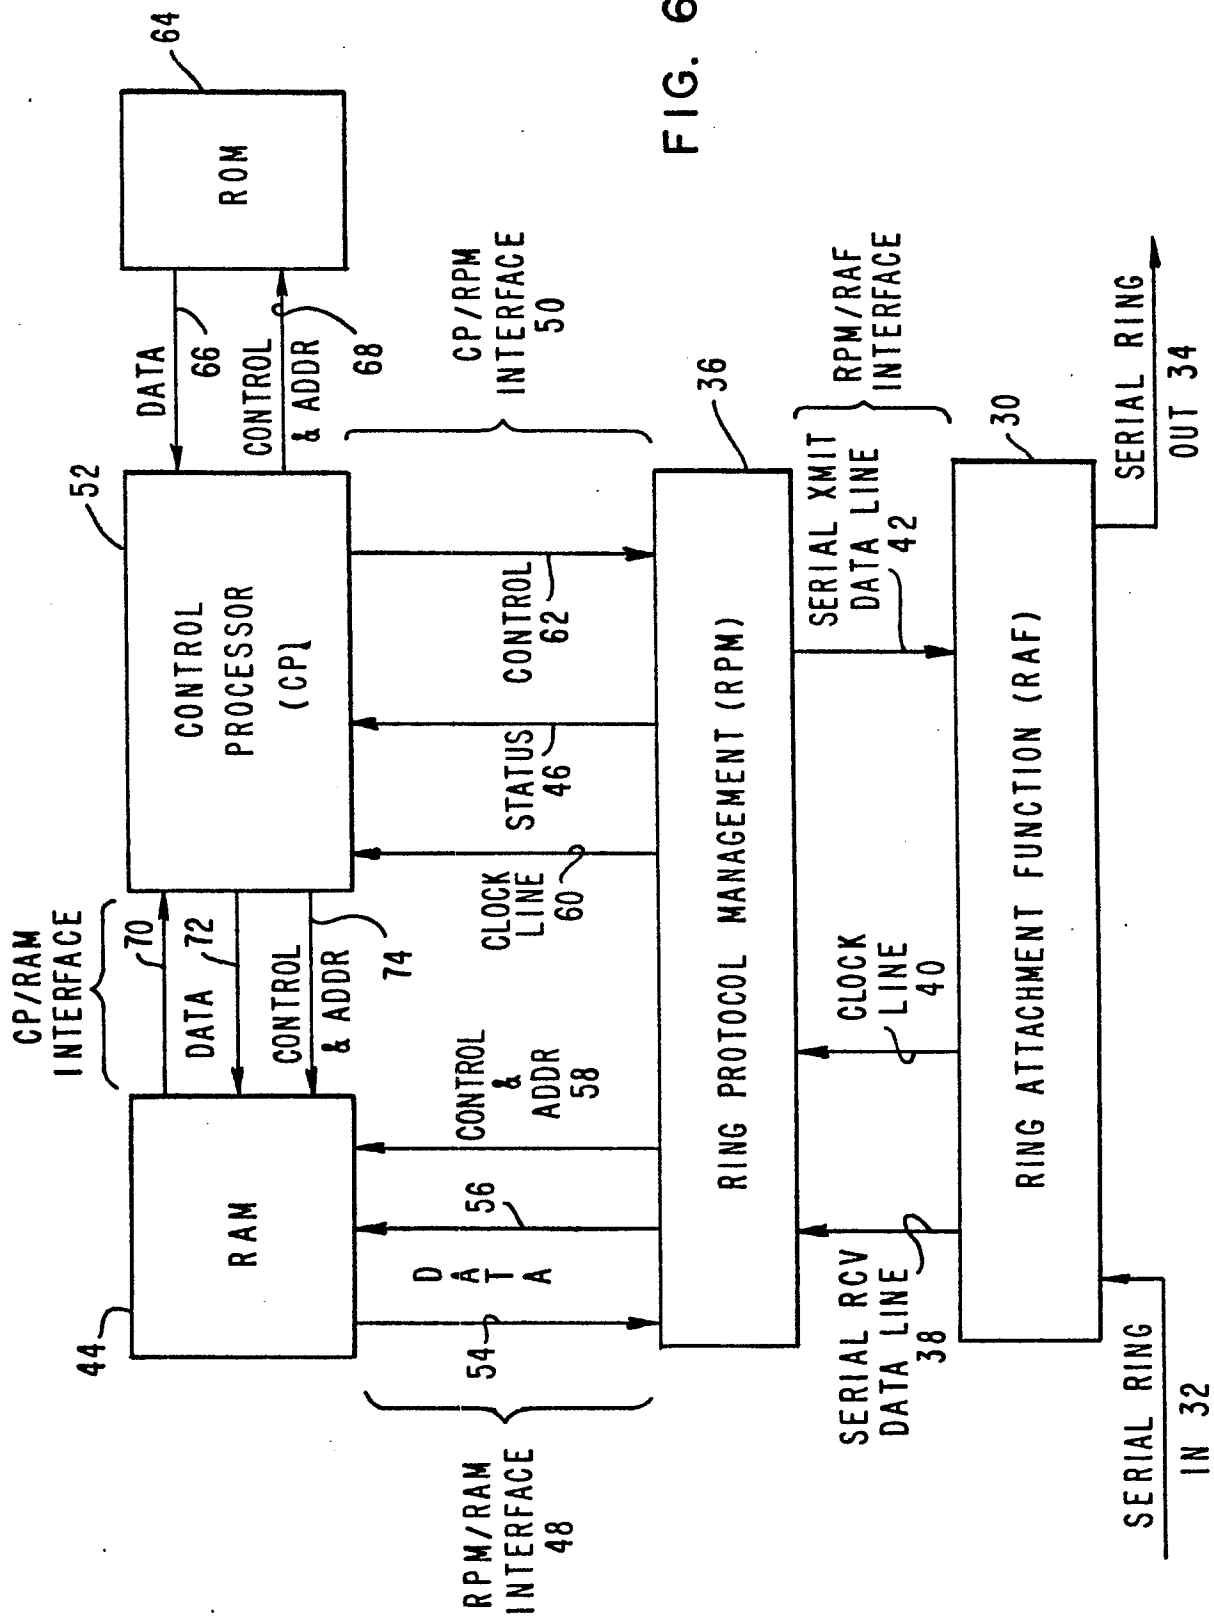 CP/RAM
INTERFACE
44
RAM
70
DATA 72
CONTROL
& ADDR
74
52
CONTROL
PROCESSOR
(CP)
DATA
66
CONTROL
& ADDR
68
64
ROM
RPM/RAM
INTERFACE
48
54
DATA
56
CONTROL
&
ADDR
58
CLOCK
LINE
60
STATUS
46
CONTROL
62
CP/RPM
INTERFACE
50
RING PROTOCOL MANAGEMENT (RPM)
36
FIG. 6
SERIAL RCV
DATA LINE
38
CLOCK
LINE
40
SERIAL XMIT
DATA LINE
42
RPM/RAF
INTERFACE
RING ATTACHMENT FUNCTION (RAF)
30
SERIAL RING
IN 32
SERIAL RING
OUT 34